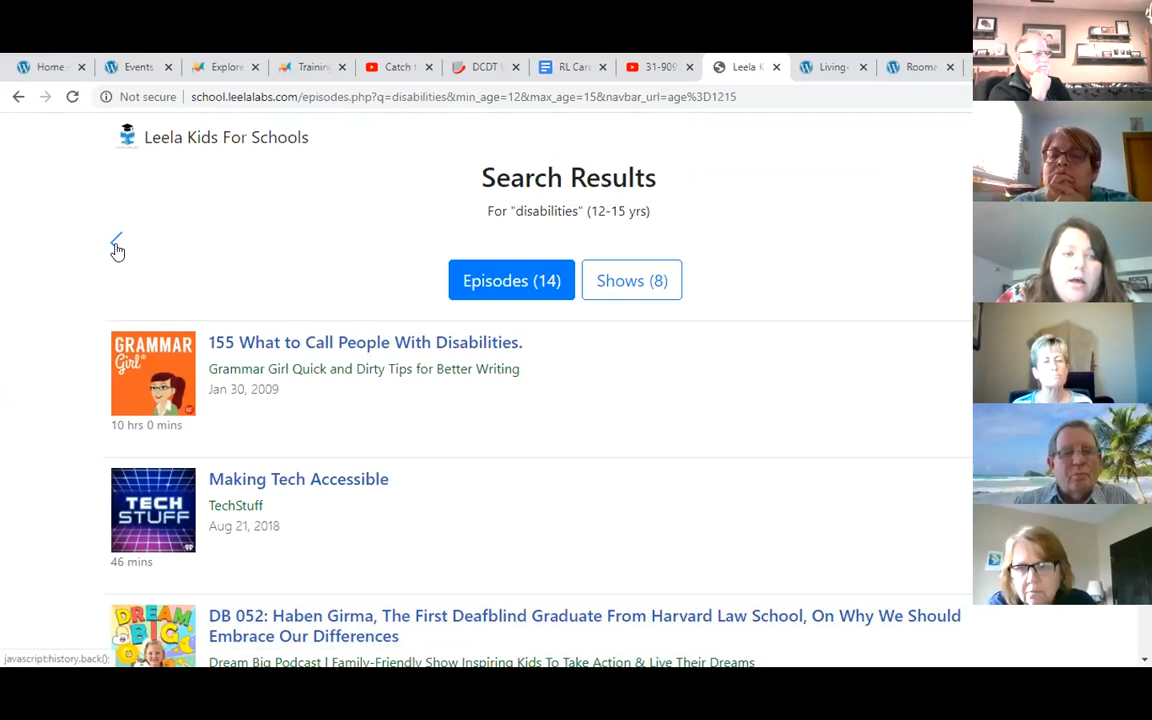 Home
Events
Explore
Training
Catch t
DCDT
RL Car
31-909
Leela K
Living-
Rooma
Not secure
school.leelalabs.com/episodes.php?q=disabilities&min_age=12&max_age=15&navbar_url=age%3D1215
Leela Kids For Schools
Search Results
For "disabilities" (12-15 yrs)
Episodes (14)
Shows (8)
GRAMMAR
Girl
155 What to Call People With Disabilities.
Grammar Girl Quick and Dirty Tips for Better Writing
Jan 30, 2009
10 hrs 0 mins
TECH
STUFF
Making Tech Accessible
TechStuff
Aug 21, 2018
46 mins
DREAM
BIG
DB 052: Haben Girma, The First Deafblind Graduate From Harvard Law School, On Why We Should
Embrace Our Differences
Dream Big Podcast | Family-Friendly Show Inspiring Kids To Take Action & Live Their Dreams
javascript:history.back();